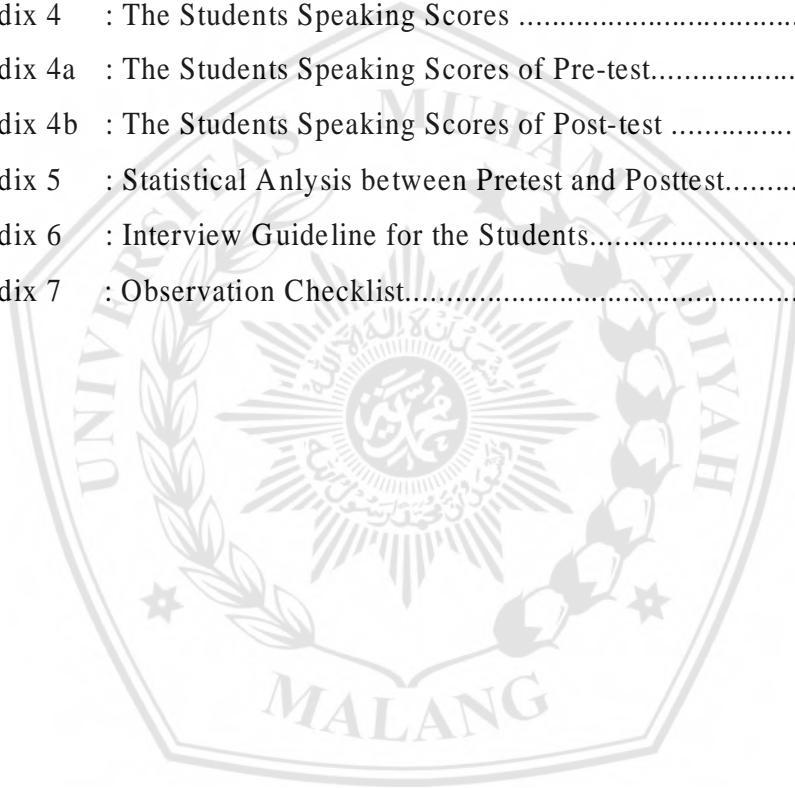 dix 4 : The Students Speaking Scores ...............................
dix 4a : The Students Speaking Scores of Pre-test...................
dix 4b : The Students Speaking Scores of Post-test ................
dix 5 : Statistical Anlysis between Pretest and Posttest.........
dix 6 : Interview Guideline for the Students.......................
dix 7 : Observation Checklist...........................................
UNIVERSITAS MUHAMMADIYAH
MALANG